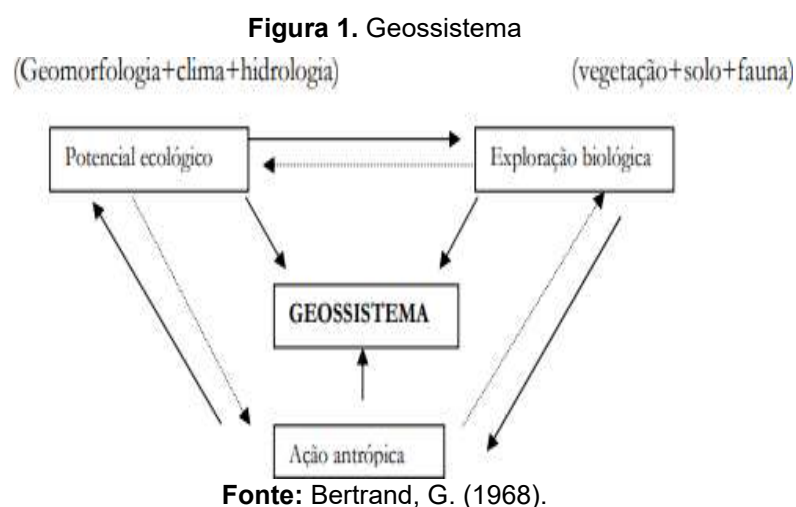 Figura 1. Geossistema
(Geomorfologia+clima+hidrologia) (vegetação+solo+fauna)
Potencial ecológico Exploração biológica
GEOSSISTEMA
Ação antrópica
Fonte: Bertrand, G. (1968).